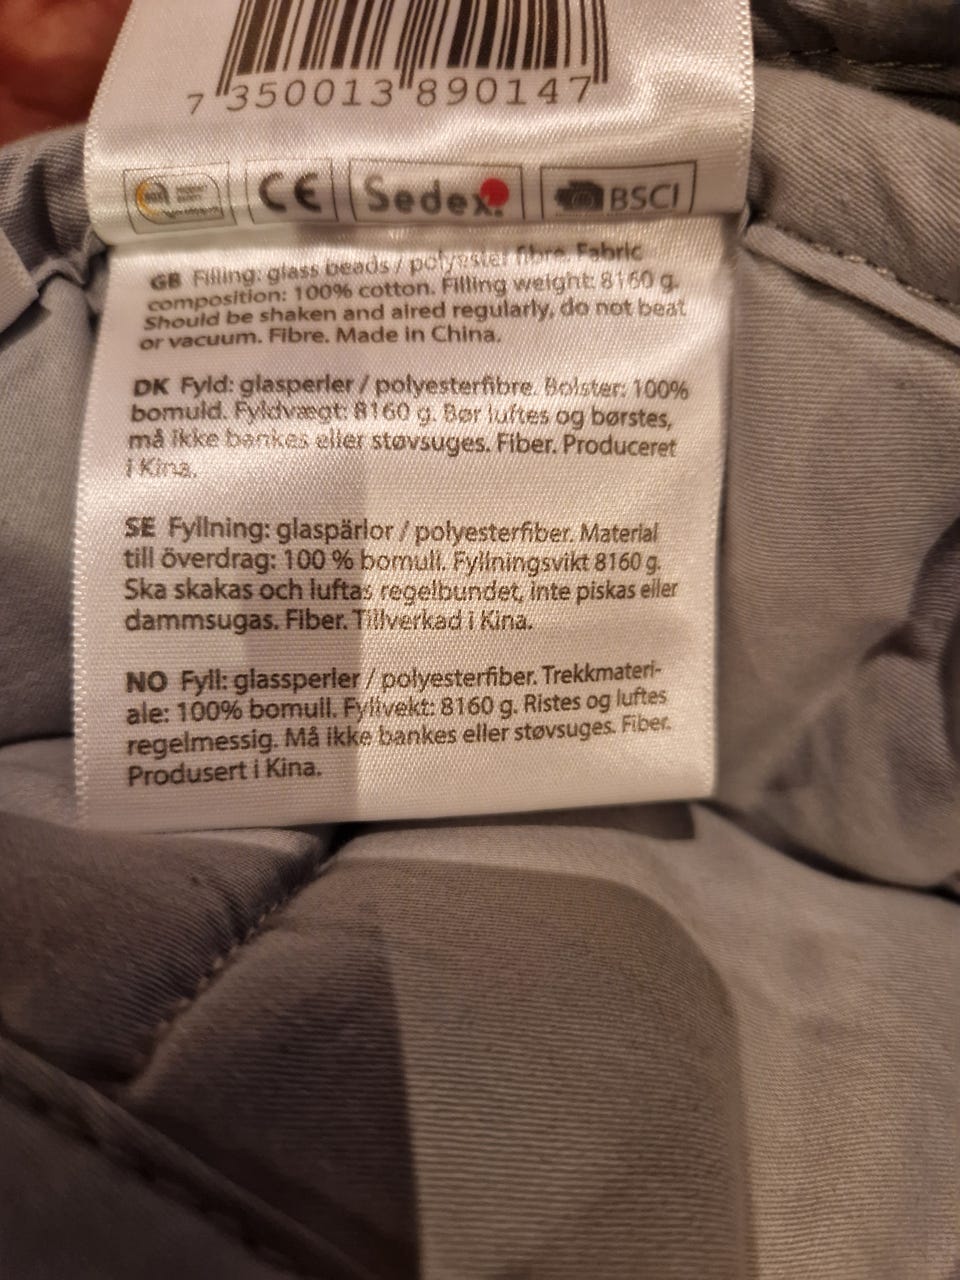 7 350013 890147
CE Sedex BSCI
GB Filling: glass beads / polyester fibre. Fabric
composition: 100% cotton. Filling weight: 8160 g.
Should be shaken and aired regularly, do not beat
or vacuum. Fibre. Made in China.
DK Fyld: glasperler / polyesterfibre. Bolster: 100%
bomuld. Fyldvægt: 8160 g. Bør luftes og børstes,
må ikke bankes eller støvsuges. Fiber. Produceret
i Kina.
SE Fyllning: glaspärlor / polyesterfiber. Material
till överdrag: 100 % bomull. Fyllningsvikt 8160 g.
Ska skakas och luftas regelbundet, inte piskas eller
dammsugas. Fiber. Tillverkad i Kina.
NO Fyll: glassperler / polyesterfiber. Trekkmateri-
ale: 100% bomull. Fyllvekt: 8160 g. Ristes og luftes
regelmessig. Må ikke bankes eller støvsuges. Fiber.
Produsert i Kina.